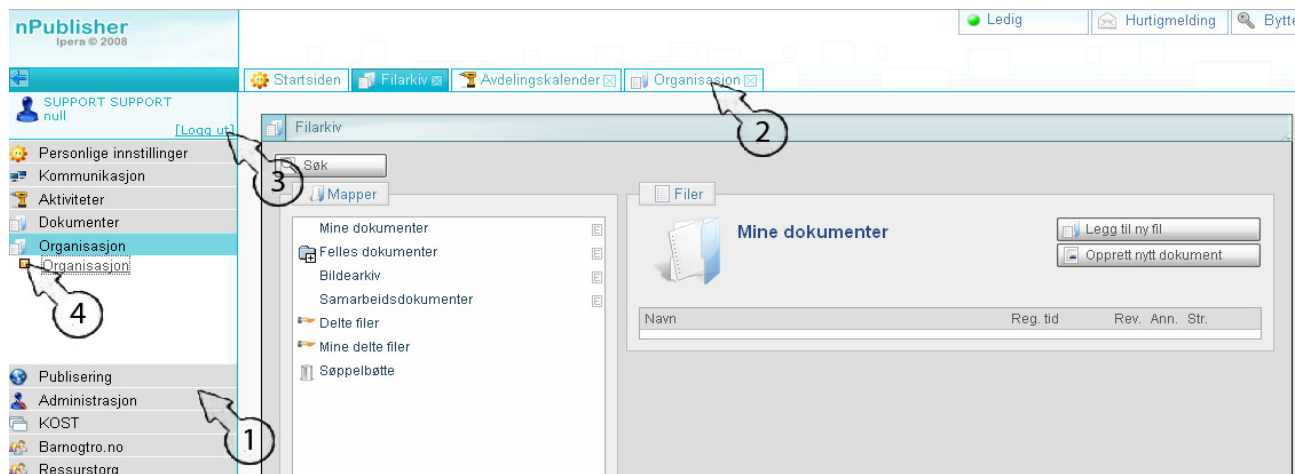 nPublisher
Ipera © 2008
Ledig
Hurtigmelding
Bytte
Startsiden
Filarkiv
Avdelingskalender
Organisasjon
SUPPORT SUPPORT
null
[Logg ut]
Personlige innstillinger
Kommunikasjon
Aktiviteter
Dokumenter
Organisasjon
Organisasjon
Publisering
Administrasjon
KOST
Barnogtro.no
Ressurstorg
1
2
3
4
Filarkiv
Søk
Mapper
Mine dokumenter E
Felles dokumenter E
Bildearkiv E
Samarbeidsdokumenter E
Delte filer
Mine delte filer
Søppelbøtte
Filer
Mine dokumenter
Legg til ny fil
Opprett nytt dokument
Navn Reg. tid Rev. Ann. Str.